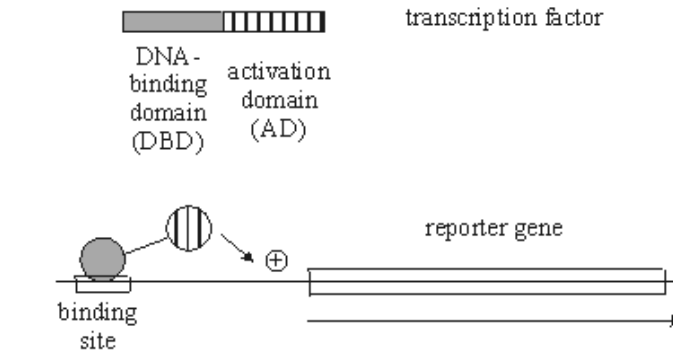 transcription factor
DNA-
binding
domain
(DBD)
activation
domain
(AD)
reporter gene
+
binding
site